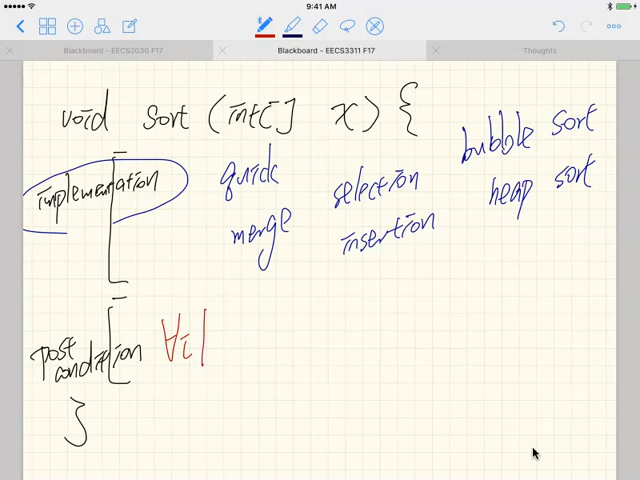 9:41 AM
Blackboard - EECS2030 F17
Blackboard - EECS3311 F17
Thoughts
void sort (int[] x) {
implementation
quick selection bubble sort
merge insertion heap sort
post condition
∀i |
}